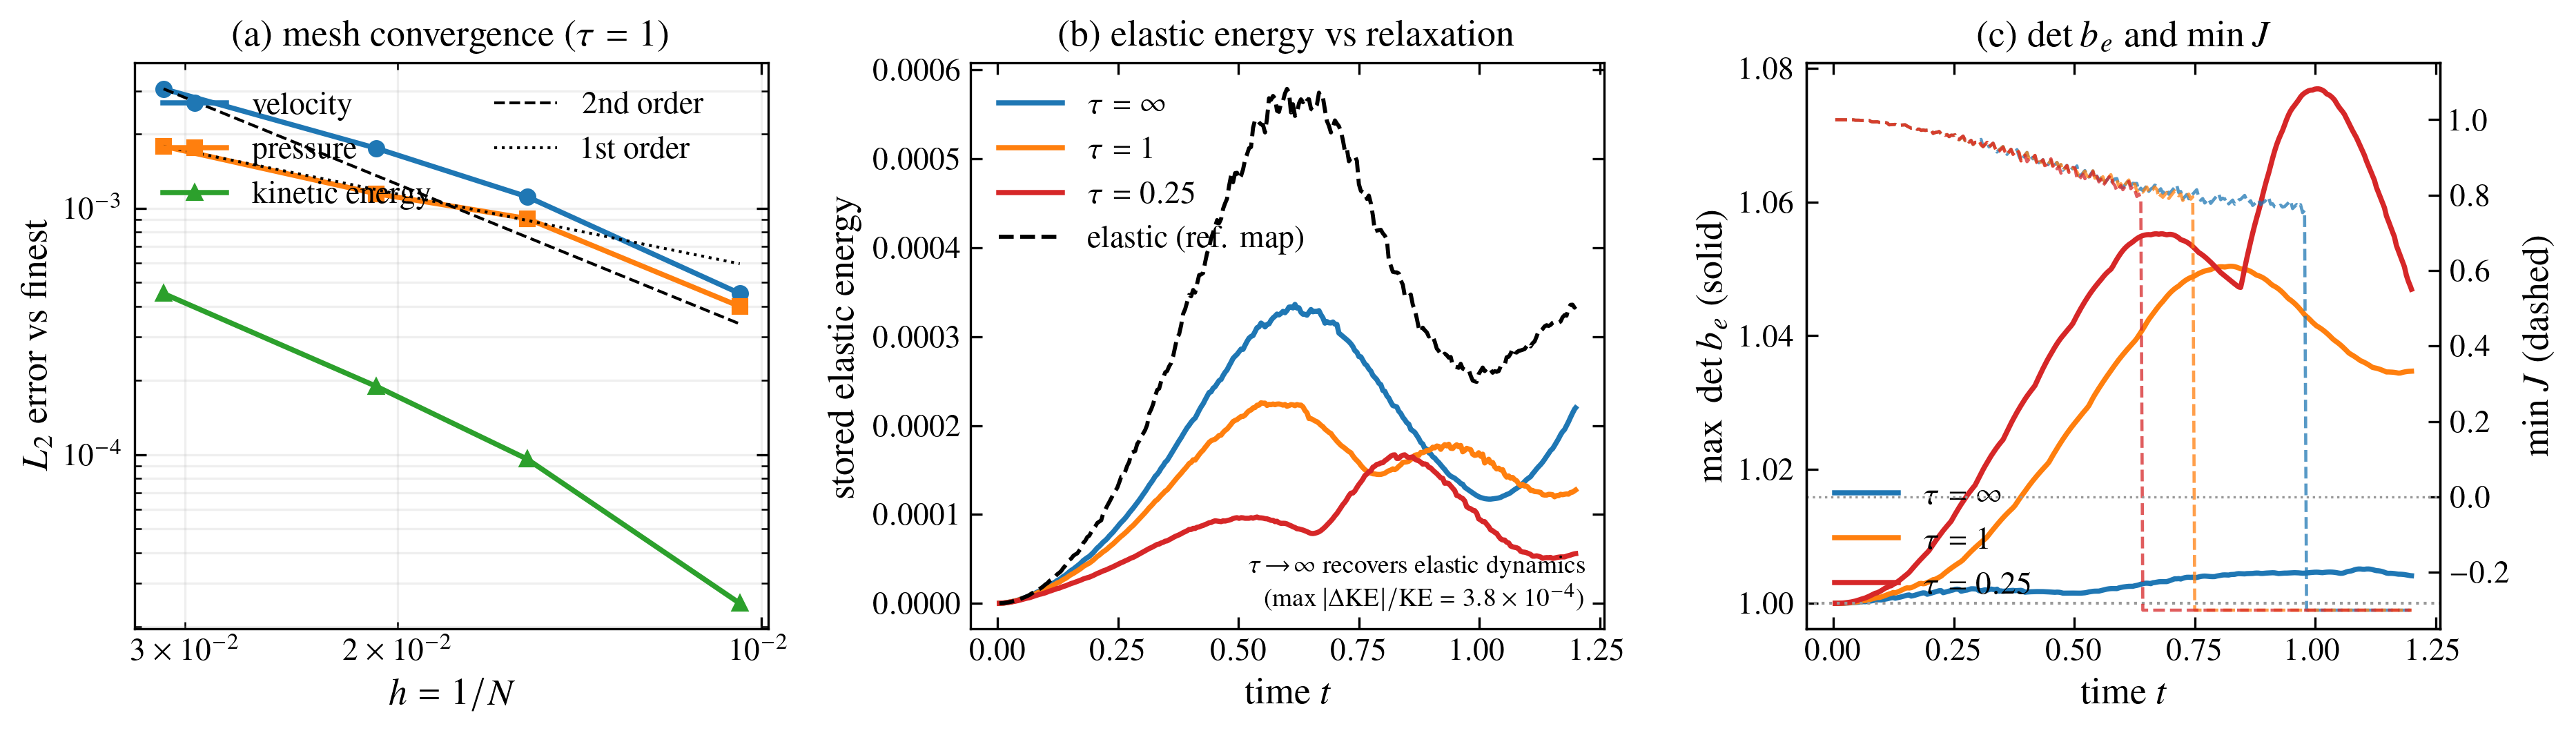 (a) mesh convergence (τ = 1)
L₂ error vs finest
10⁻³
10⁻⁴
velocity
pressure
kinetic energy
2nd order
1st order
3 × 10⁻²
2 × 10⁻²
10⁻²
h = 1/N
(b) elastic energy vs relaxation
stored elastic energy
0.0006
0.0005
0.0004
0.0003
0.0002
0.0001
0.0000
τ = ∞
τ = 1
τ = 0.25
elastic (ref. map)
τ → ∞ recovers elastic dynamics
(max |ΔKE|/KE = 3.8 × 10⁻⁴)
0.00 0.25 0.50 0.75 1.00 1.25
time t
(c) det bₑ and min J
max det bₑ (solid)
1.08
1.06
1.04
1.02
1.00
τ = ∞
τ = 1
τ = 0.25
1.0
0.8
0.6
0.4
0.2
0.0
−0.2
min J (dashed)
0.00 0.25 0.50 0.75 1.00 1.25
time t